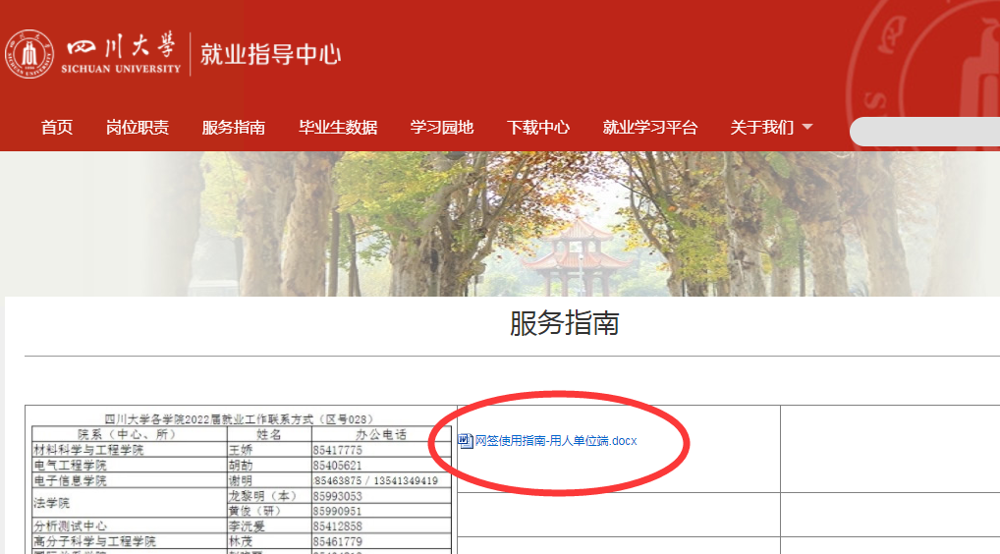 四川大学
SICHUAN UNIVERSITY
就业指导中心
首页 岗位职责 服务指南 毕业生数据 学习园地 下载中心 就业学习平台 关于我们
服务指南
四川大学各学院2022届就业工作联系方式（区号028）
院系（中心、所） 姓名 办公电话
材料科学与工程学院 王娇 85417775
电气工程学院 胡劼 85405621
电子信息学院 谢明 85463875 / 13541349419
法学院 龙黎明（本） 85993053
黄俊（研） 85990951
分析测试中心 李沅爱 85412858
高分子科学与工程学院 林茂 85461779
网签使用指南-用人单位端.docx